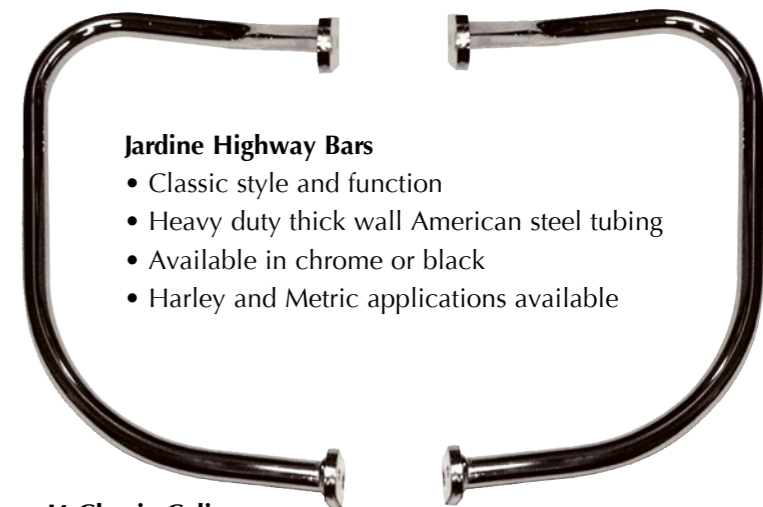 Jardine Highway Bars
• Classic style and function
• Heavy duty thick wall American steel tubing
• Available in chrome or black
• Harley and Metric applications available